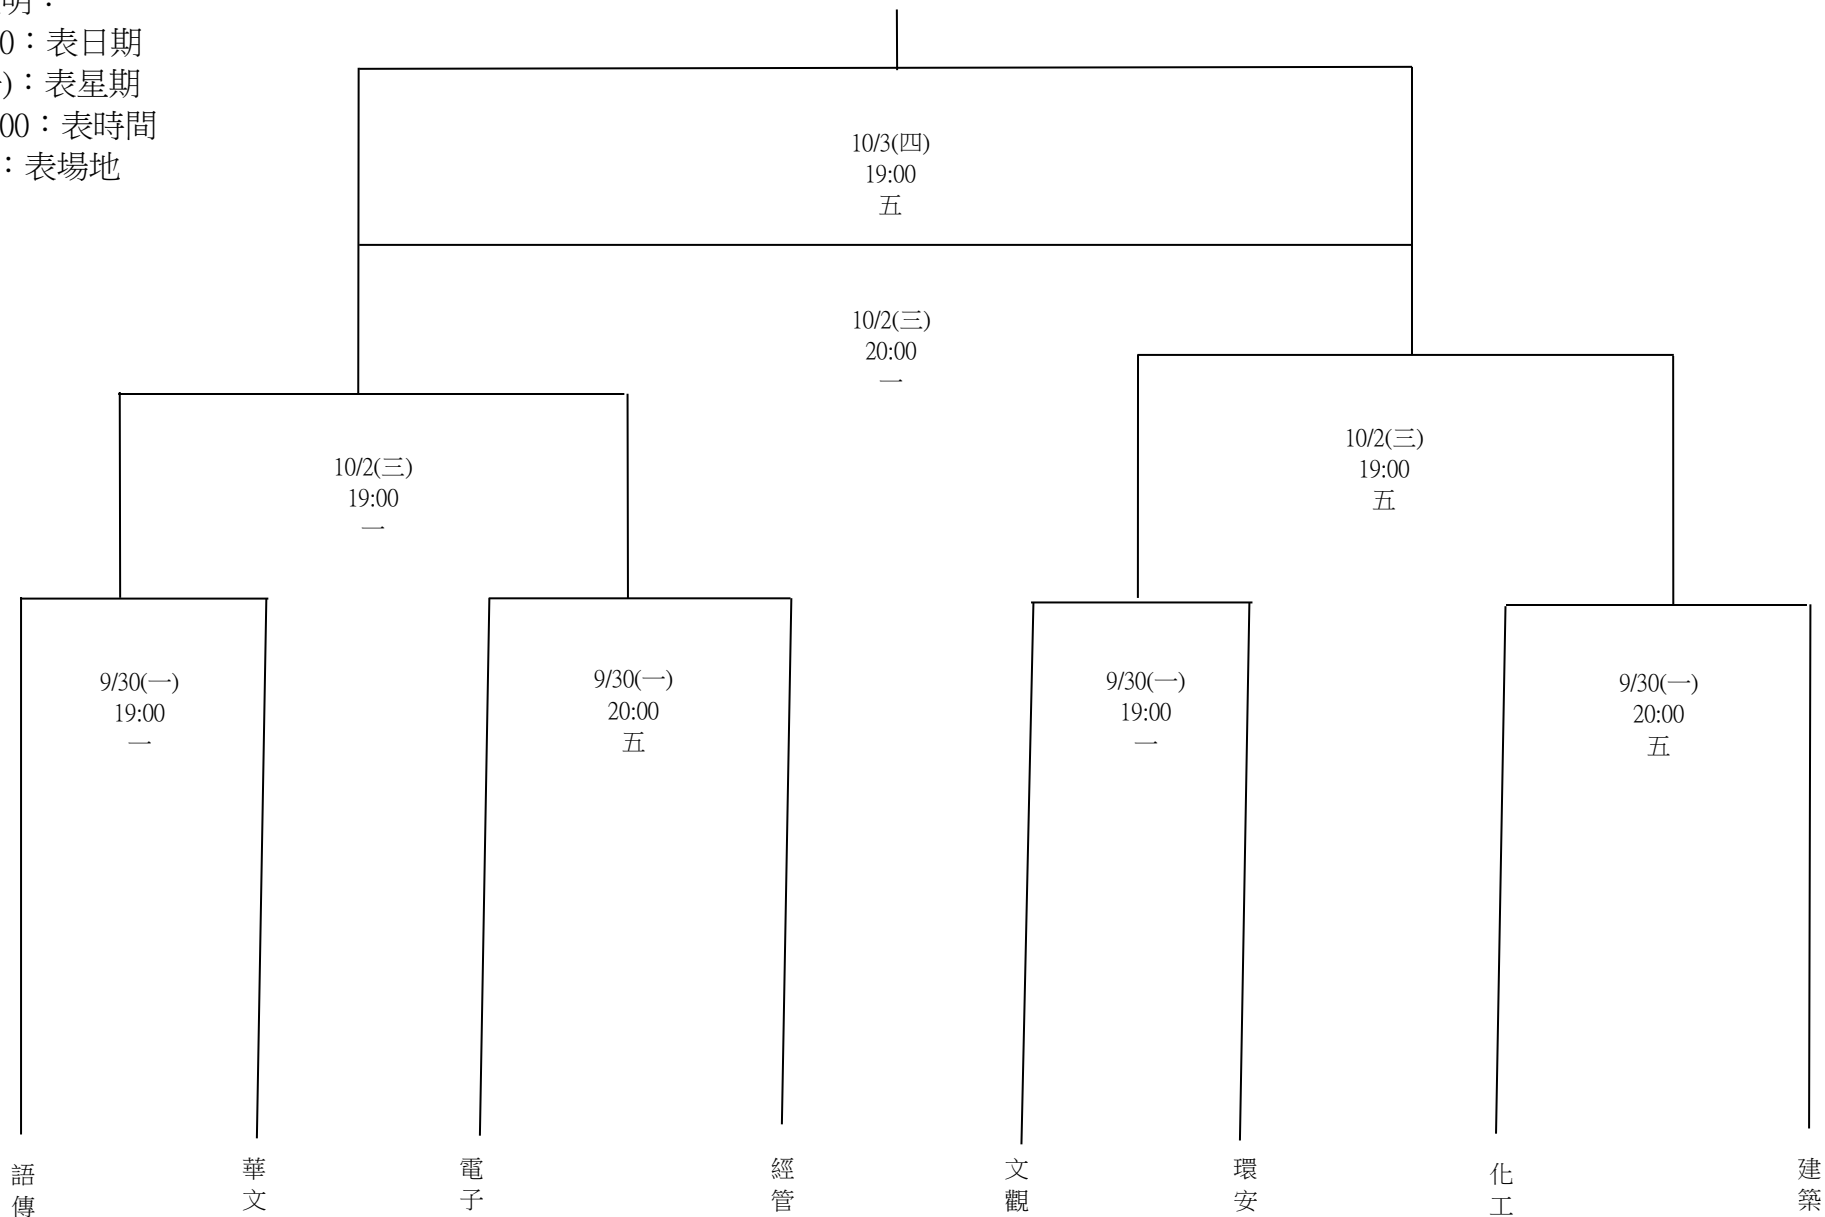 明：
0：表日期
)：表星期
00：表時間
：表場地
10/3(四)
19:00
五
10/2(三)
20:00
一
10/2(三)
19:00
一
10/2(三)
19:00
五
9/30(一)
19:00
一
9/30(一)
20:00
五
9/30(一)
19:00
一
9/30(一)
20:00
五
語傳
華文
電子
經管
文觀
環安
化工
建築